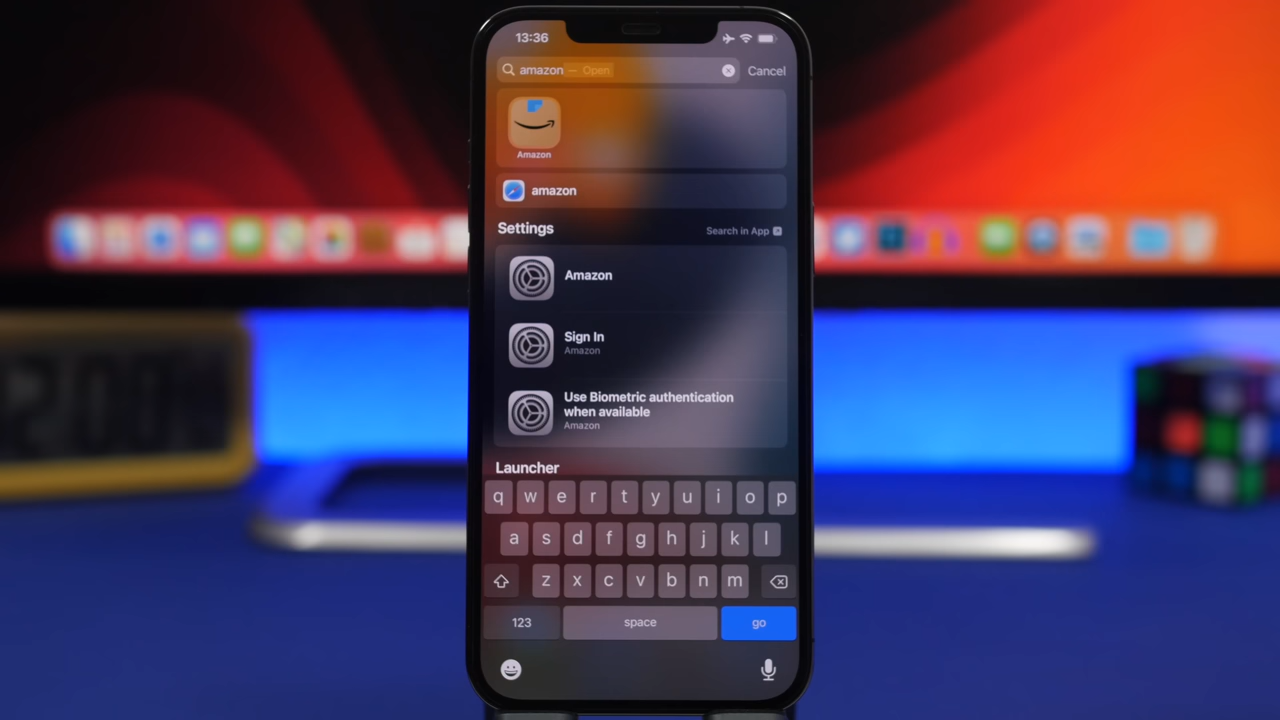 13:36
amazon — Open
Cancel
Amazon
amazon
Settings
Search in App
Amazon
Sign In
Amazon
Use Biometric authentication
when available
Amazon
Launcher
q w e r t y u i o p
a s d f g h j k l
z x c v b n m
123 space go